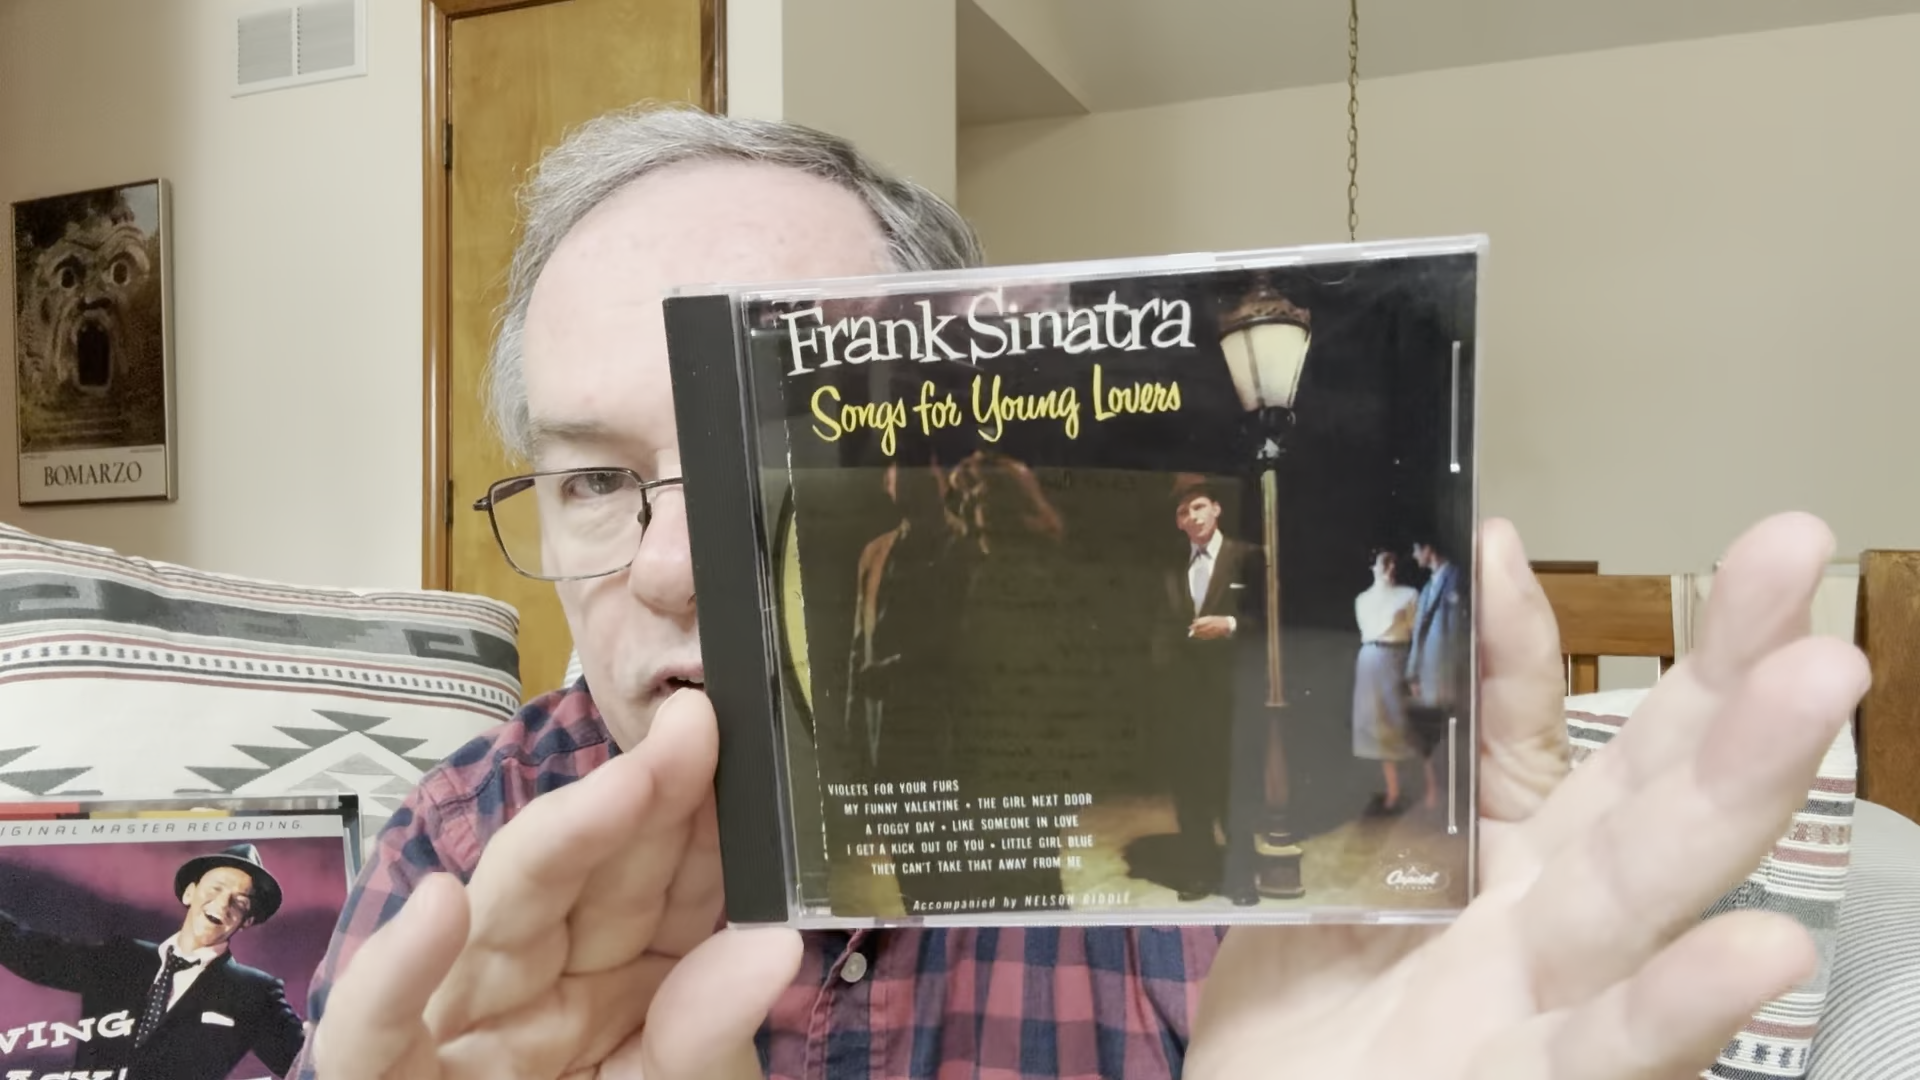 BOMARZO
Frank Sinatra
Songs for Young Lovers
VIOLETS FOR YOUR FURS
MY FUNNY VALENTINE • THE GIRL NEXT DOOR
A FOGGY DAY • LIKE SOMEONE IN LOVE
I GET A KICK OUT OF YOU • LITTLE GIRL BLUE
THEY CAN'T TAKE THAT AWAY FROM ME
Accompanied by NELSON RIDDLE
Capitol
RECORDS
IGINAL MASTER RECORDING